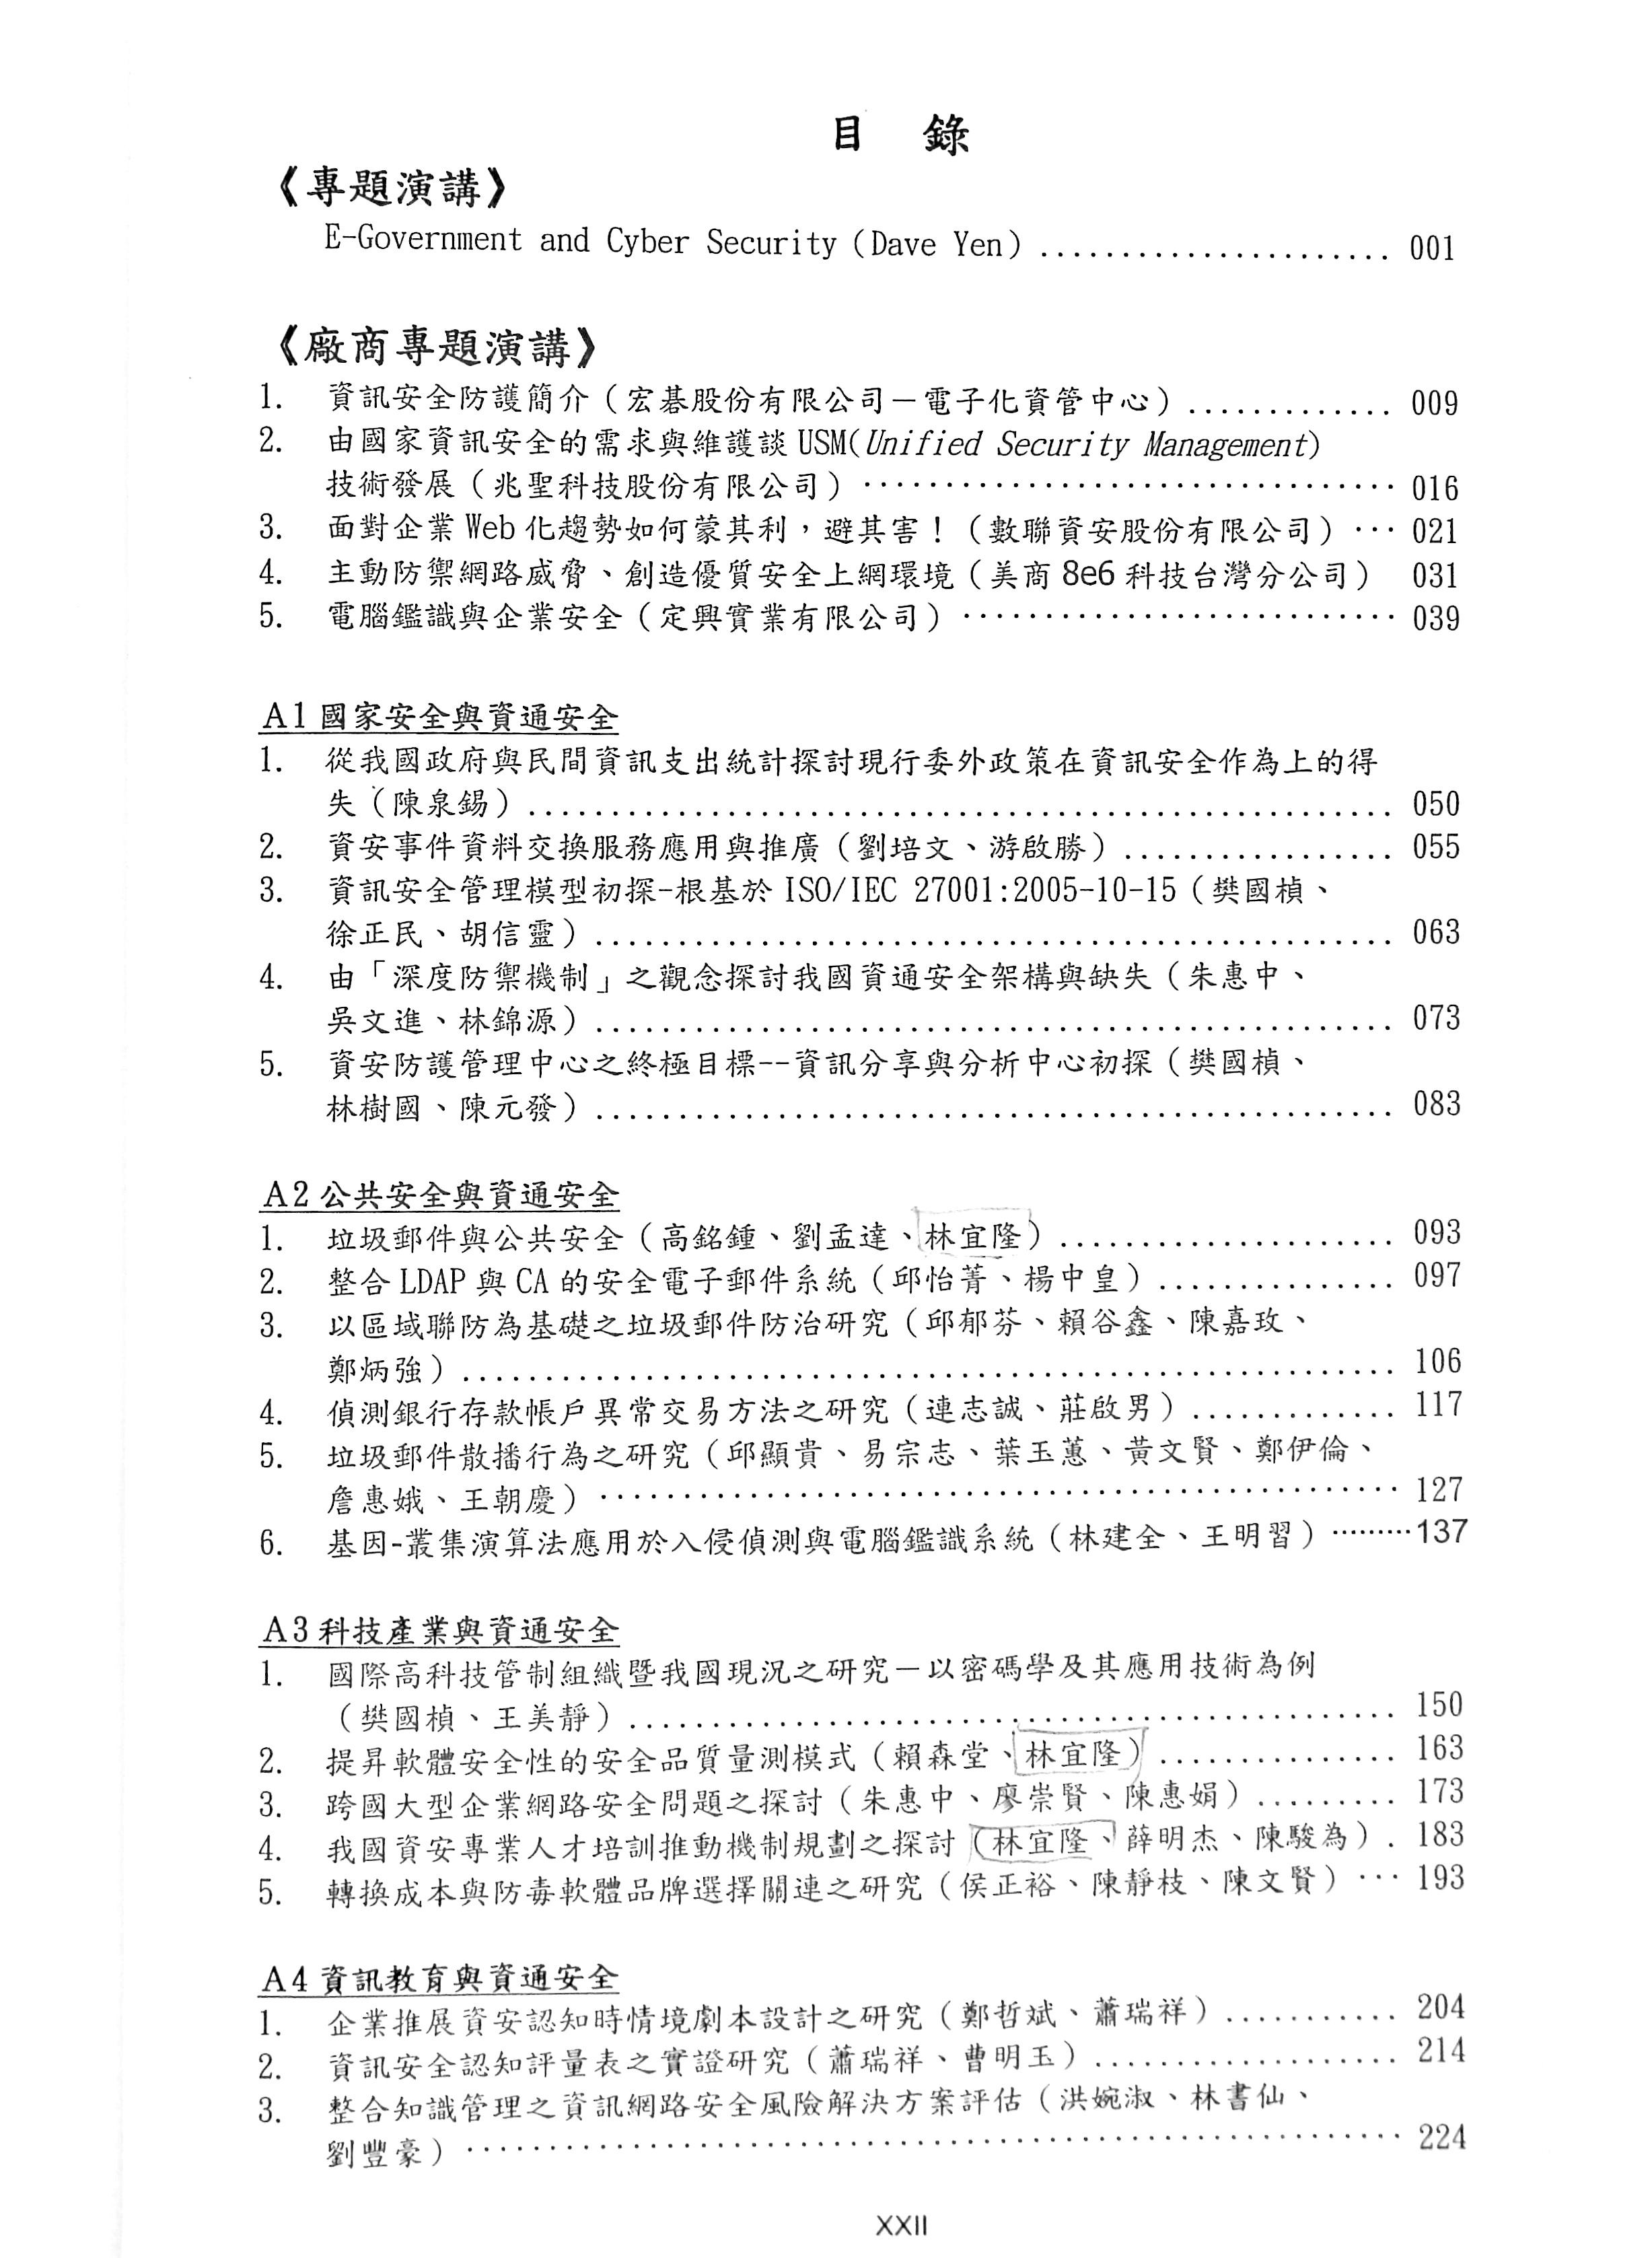 目 錄
《專題演講》
E-Government and Cyber Security (Dave Yen) ...................... 001
《廠商專題演講》
1. 資訊安全防護簡介（宏碁股份有限公司－電子化資管中心）............. 009
2. 由國家資訊安全的需求與維護談 USM(Unified Security Management)
技術發展（兆聖科技股份有限公司）································· 016
3. 面對企業 Web 化趨勢如何蒙其利，避其害！（數聯資安股份有限公司）··· 021
4. 主動防禦網路威脅、創造優質安全上網環境（美商 8e6 科技台灣分公司） 031
5. 電腦鑑識與企業安全（定興實業有限公司）··························· 039
A1 國家安全與資通安全
1. 從我國政府與民間資訊支出統計探討現行委外政策在資訊安全作為上的得
失（陳泉錫）..................................................... 050
2. 資安事件資料交換服務應用與推廣（劉培文、游啟勝）................. 055
3. 資訊安全管理模型初探-根基於 ISO/IEC 27001:2005-10-15（樊國楨、
徐正民、胡信靈）................................................. 063
4. 由「深度防禦機制」之觀念探討我國資通安全架構與缺失（朱惠中、
吳文進、林錦源）................................................. 073
5. 資安防護管理中心之終極目標--資訊分享與分析中心初探（樊國楨、
林樹國、陳元發）................................................. 083
A2 公共安全與資通安全
1. 垃圾郵件與公共安全（高銘鍾、劉孟達、林宜隆）..................... 093
2. 整合 LDAP 與 CA 的安全電子郵件系統（邱怡菁、楊中皇）............... 097
3. 以區域聯防為基礎之垃圾郵件防治研究（邱郁芬、賴谷鑫、陳嘉玫、
鄭炳強）......................................................... 106
4. 偵測銀行存款帳戶異常交易方法之研究（連志誠、莊啟男）............. 117
5. 垃圾郵件散播行為之研究（邱顯貴、易宗志、葉玉蕙、黃文賢、鄭伊倫、
詹惠娥、王朝慶）················································· 127
6. 基因-叢集演算法應用於入侵偵測與電腦鑑識系統（林建全、王明習）·········137
A3 科技產業與資通安全
1. 國際高科技管制組織暨我國現況之研究－以密碼學及其應用技術為例
（樊國楨、王美靜）............................................... 150
2. 提昇軟體安全性的安全品質量測模式（賴森堂、林宜隆）............... 163
3. 跨國大型企業網路安全問題之探討（朱惠中、廖崇賢、陳惠娟）......... 173
4. 我國資安專業人才培訓推動機制規劃之探討（林宜隆、薛明杰、陳駿為）. 183
5. 轉換成本與防毒軟體品牌選擇關連之研究（侯正裕、陳靜枝、陳文賢）··· 193
A4 資訊教育與資通安全
1. 企業推展資安認知時情境劇本設計之研究（鄭哲斌、蕭瑞祥）........... 204
2. 資訊安全認知評量表之實證研究（蕭瑞祥、曹明玉）................... 214
3. 整合知識管理之資訊網路安全風險解決方案評估（洪婉淑、林書仙、
劉豐豪）························································· 224
XXII